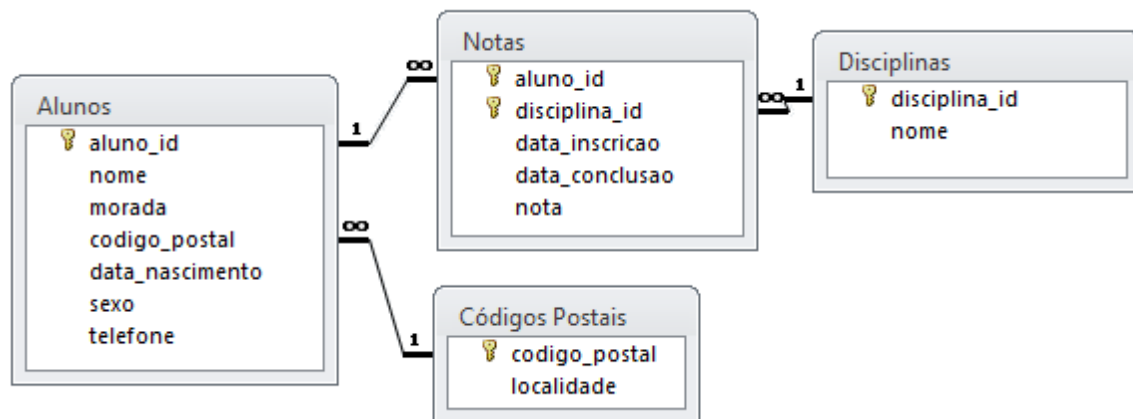 Alunos
aluno_id
nome
morada
codigo_postal
data_nascimento
sexo
telefone
1
∞
Notas
aluno_id
disciplina_id
data_inscricao
data_conclusao
nota
∞
1
Disciplinas
disciplina_id
nome
∞
1
Códigos Postais
codigo_postal
localidade